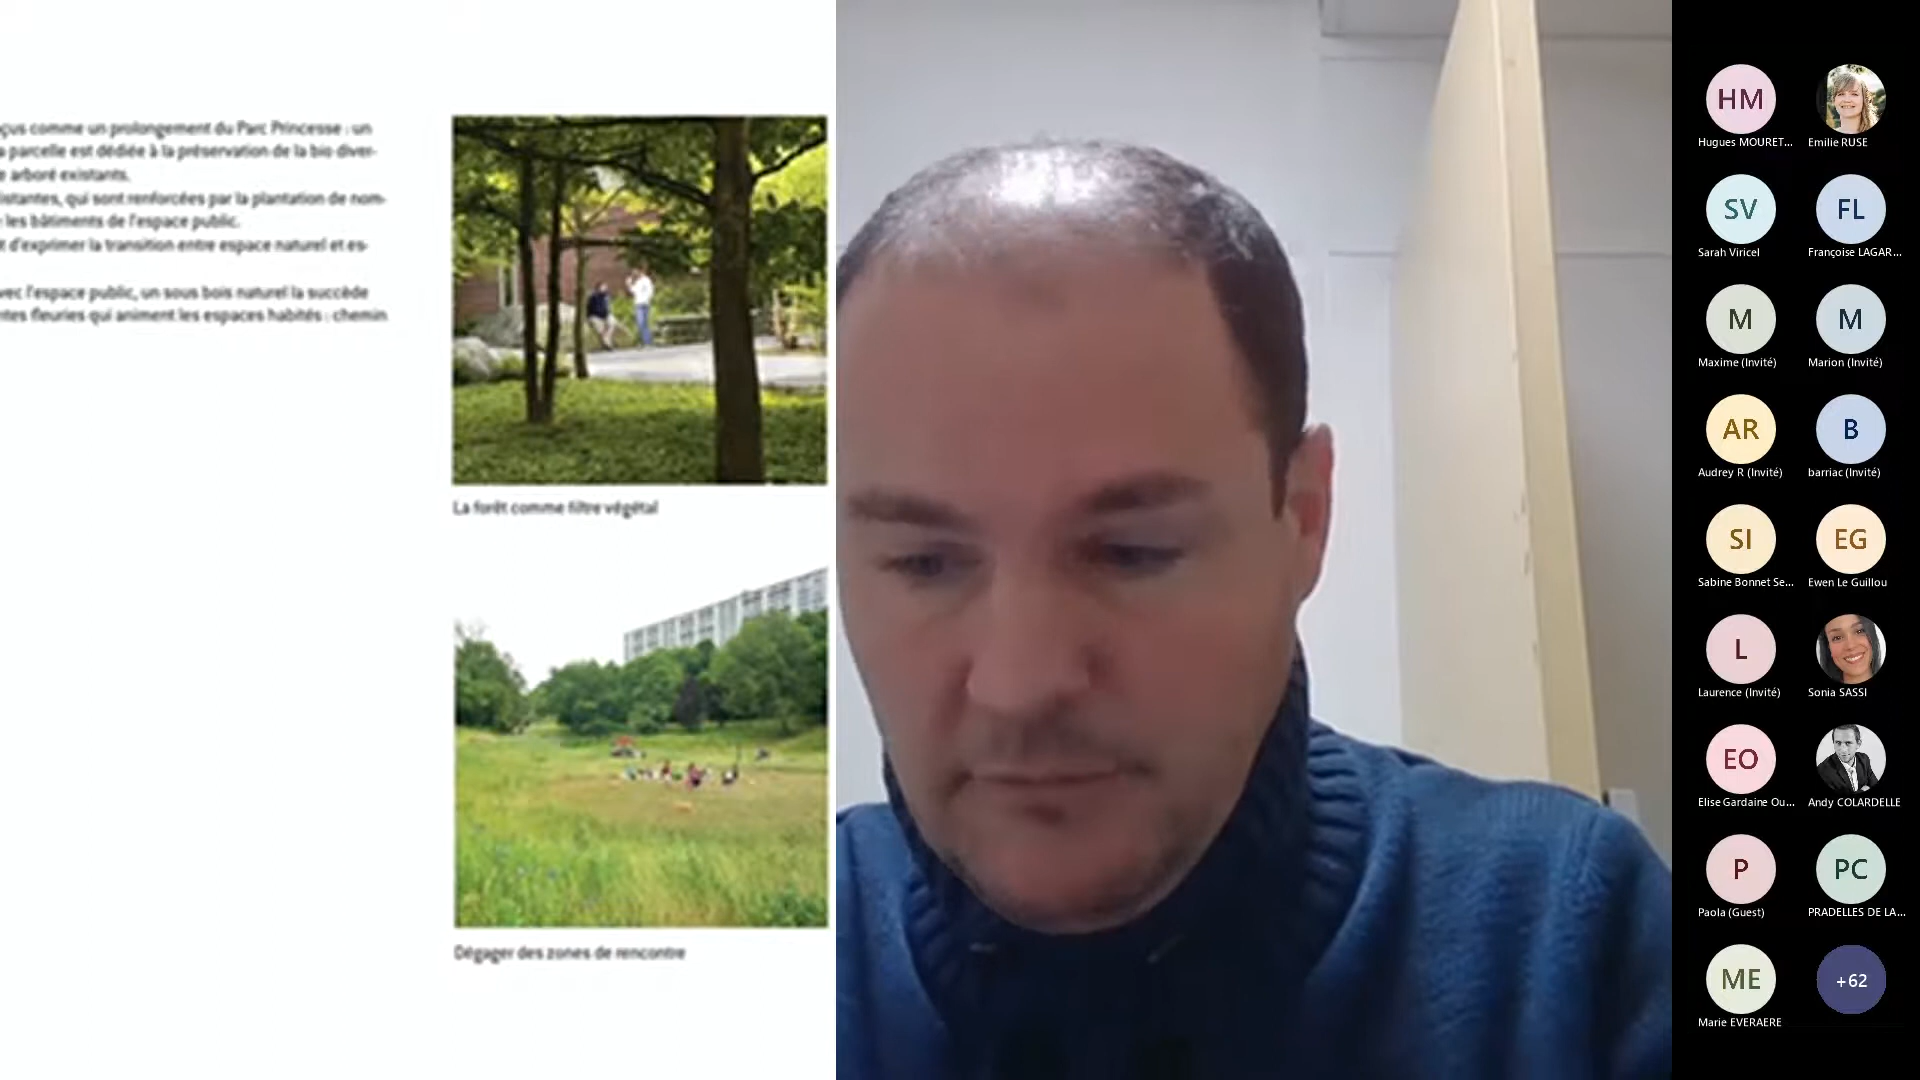 çus comme un prolongement du Parc Princesse : un
a parcelle est dédiée à la préservation de la bio diver-
e arboré existants.
istantes, qui sont renforcées par la plantation de nom-
les bâtiments de l'espace public.
t d'exprimer la transition entre espace naturel et es-
vec l'espace public, un sous bois naturel la succède
ntes fleuries qui animent les espaces habités : chemin
La forêt comme filtre végétal
Dégager des zones de rencontre
HM
Hugues MOURET...
Emilie RUSE
SV
Sarah Viricel
FL
Françoise LAGAR...
M
Maxime (Invité)
M
Marion (Invité)
AR
Audrey R (Invité)
B
barriac (Invité)
SI
Sabine Bonnet Se...
EG
Ewen Le Guillou
L
Laurence (Invité)
Sonia SASSI
EO
Elise Gardaine Ou...
Andy COLARDELLE
P
Paola (Guest)
PC
PRADELLES DE LA...
ME
Marie EVERAERE
+62